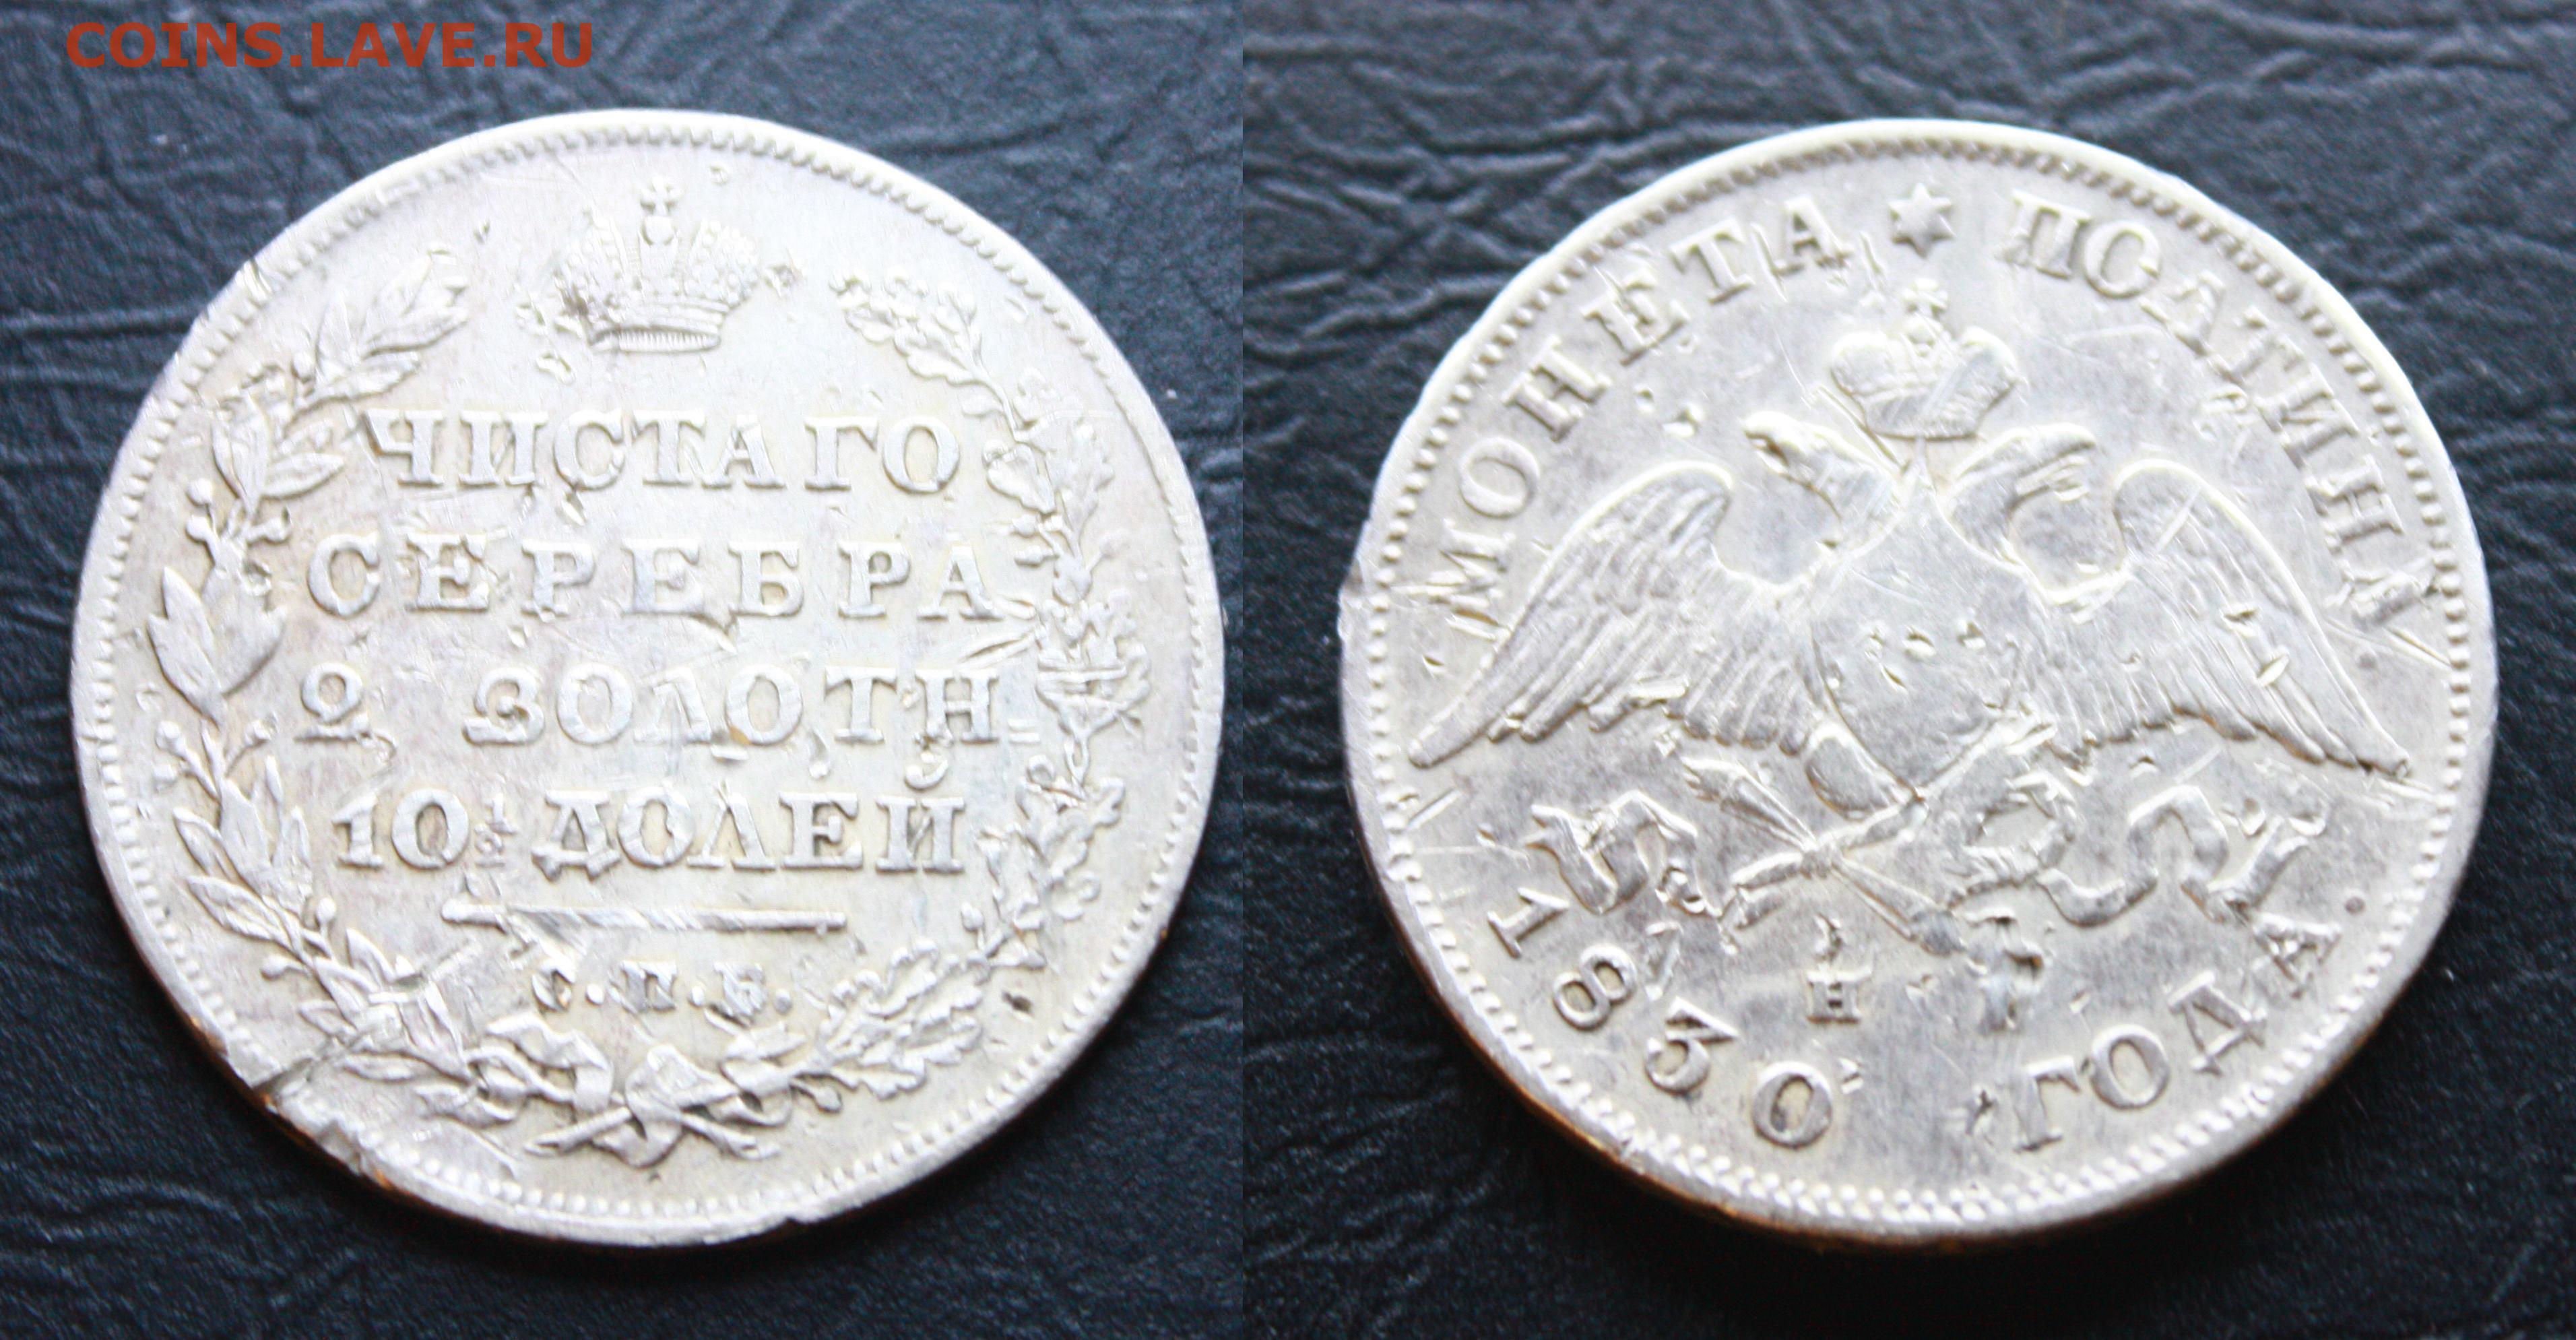 COINS.LAVE.RU
ЧИСТАГО
СЕРЕБРА
2 ЗОЛОТН.
10½ ДОЛЕЙ
С.П.Б.
МОНЕТА ★ ПОЛТИНА
Н
1830 ГОДА.